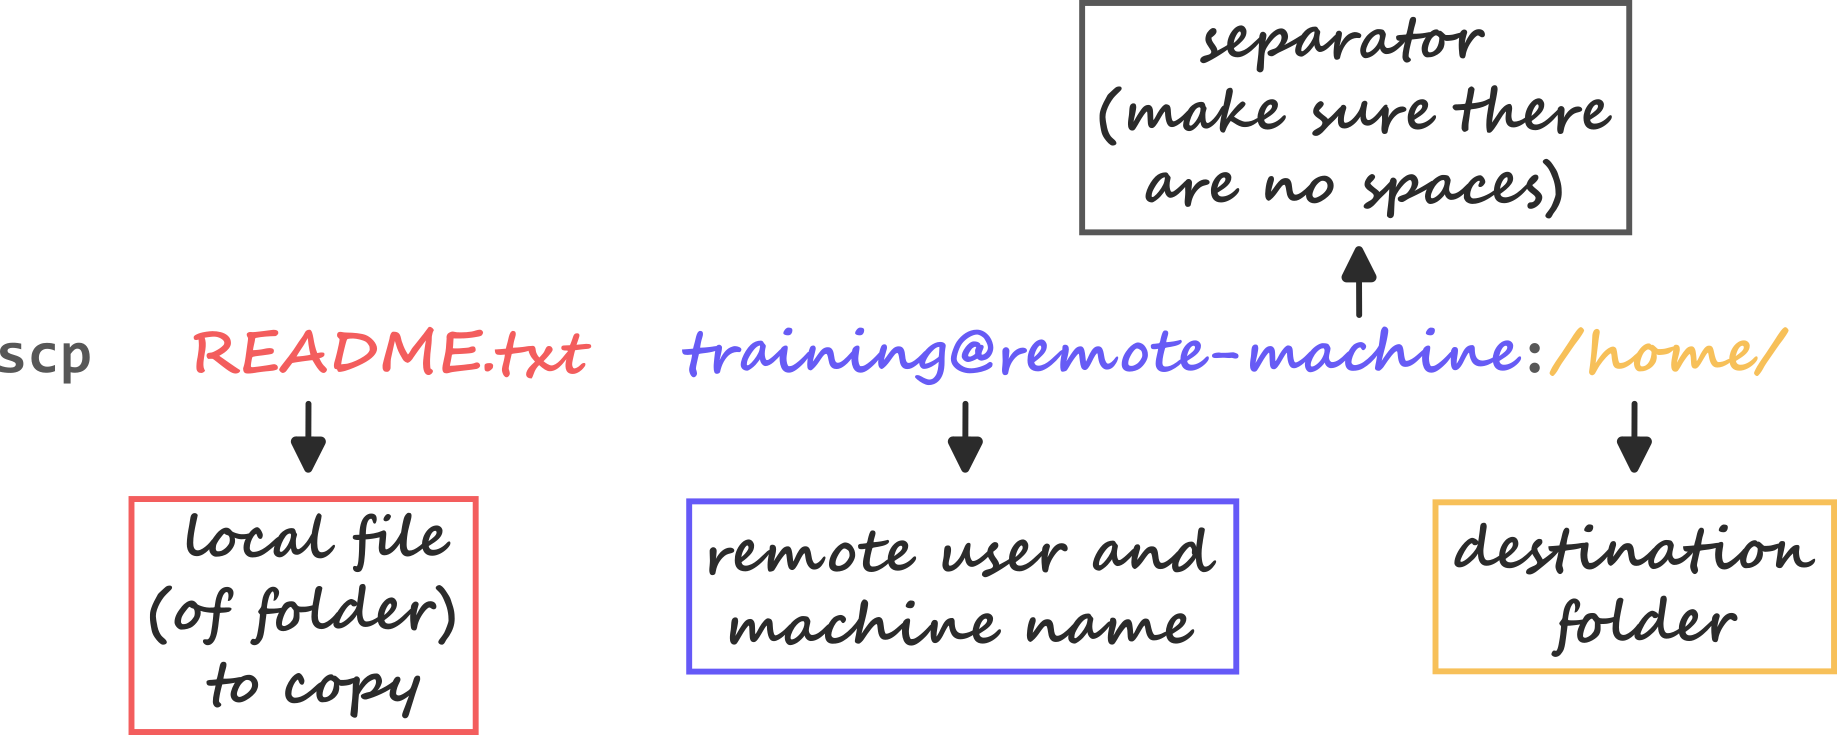 separator
(make sure there
are no spaces)
scp README.txt training@remote-machine:/home/
local file
(of folder)
to copy
remote user and
machine name
destination
folder